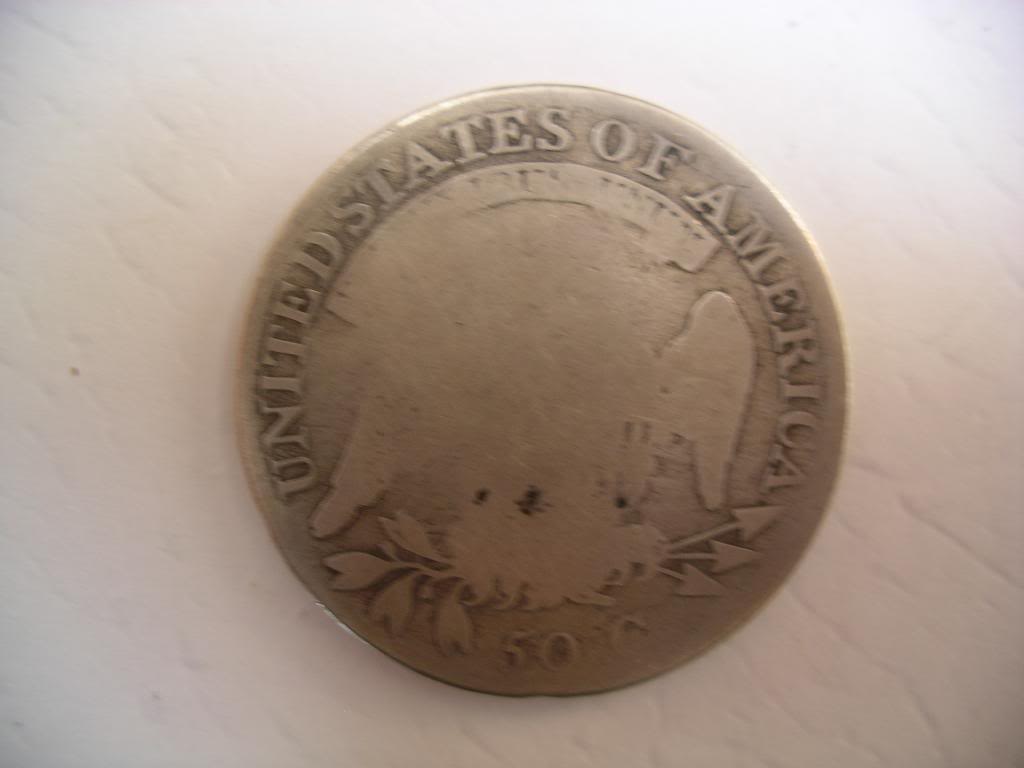 UNITED STATES OF AMERICA
50 C